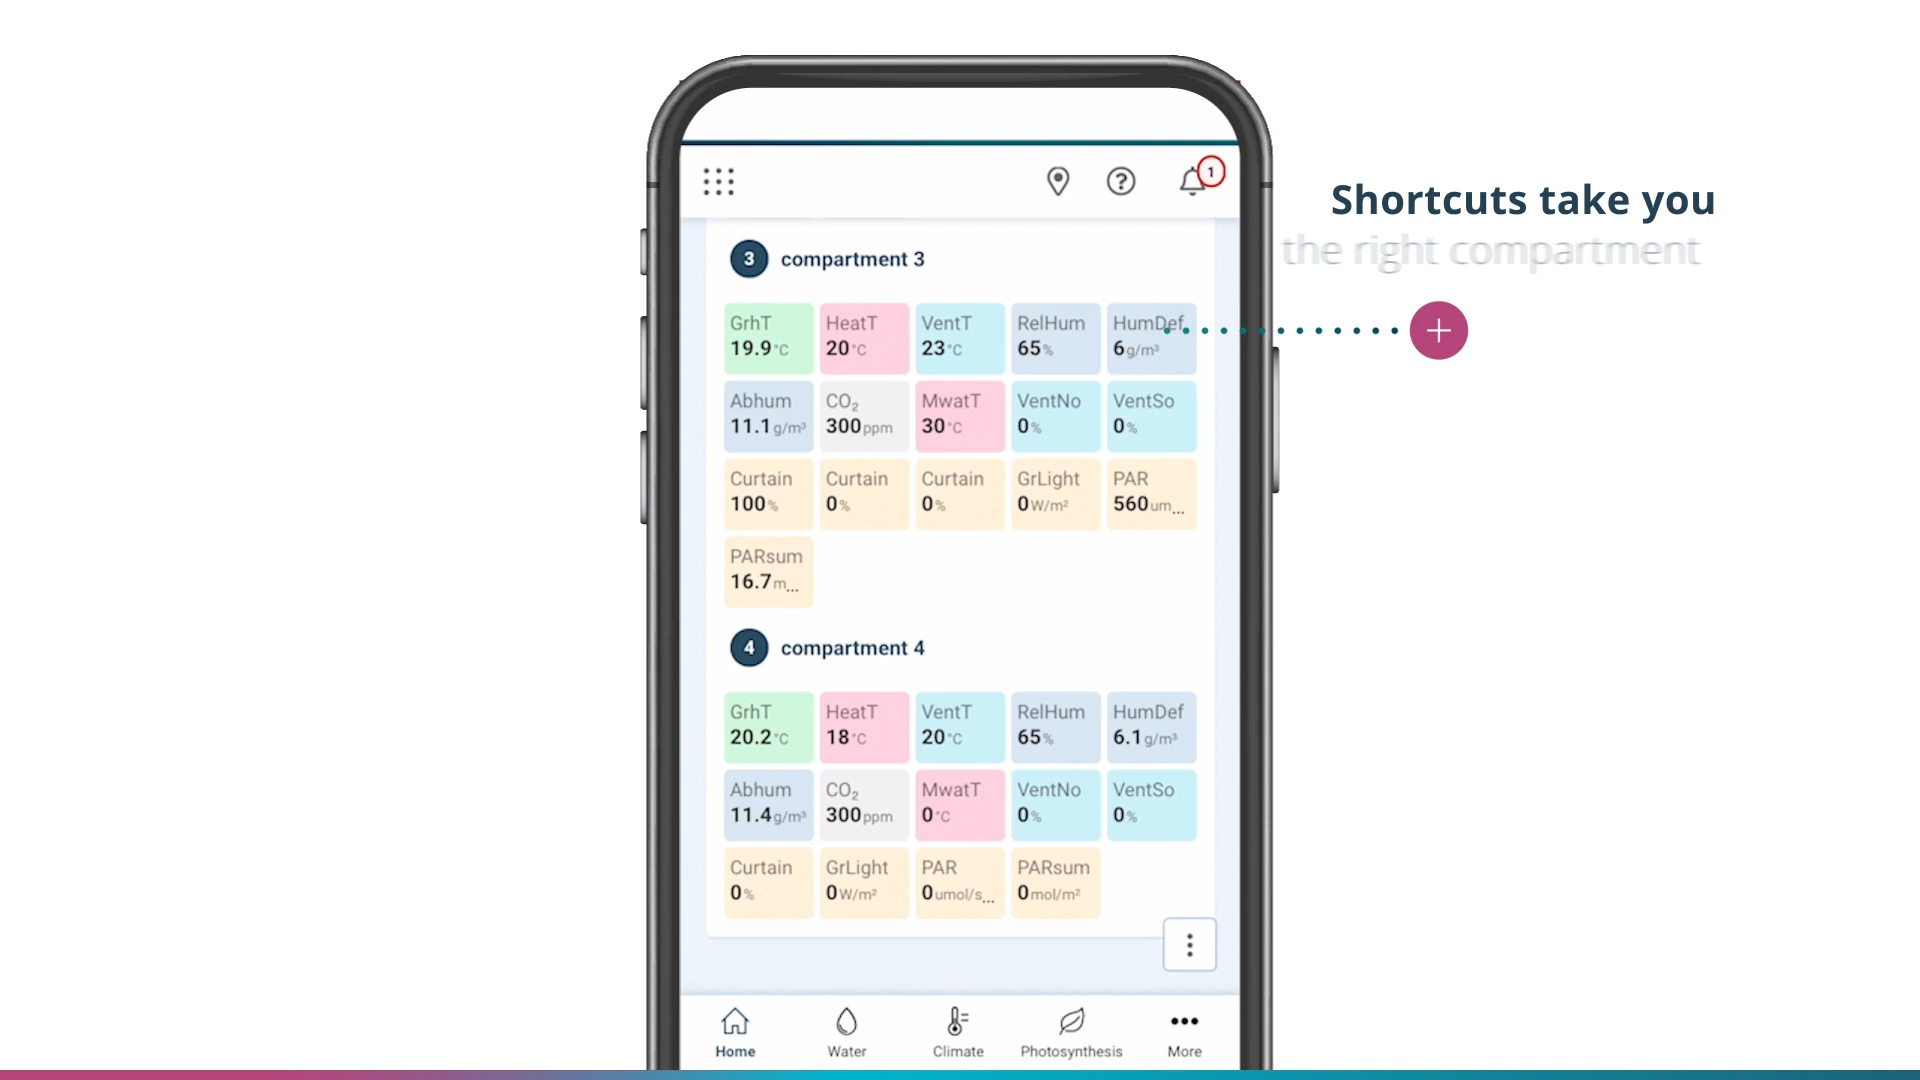 1
Shortcuts take you
the right compartment
3 compartment 3
GrhT HeatT VentT RelHum HumDef
19.9°C 20°C 23°C 65% 6g/m³
Abhum CO₂ MwatT VentNo VentSo
11.1g/m³ 300ppm 30°C 0% 0%
Curtain Curtain Curtain GrLight PAR
100% 0% 0% 0W/m² 560um...
PARsum
16.7m...
4 compartment 4
GrhT HeatT VentT RelHum HumDef
20.2°C 18°C 20°C 65% 6.1g/m³
Abhum CO₂ MwatT VentNo VentSo
11.4g/m³ 300ppm 0°C 0% 0%
Curtain GrLight PAR PARsum
0% 0W/m² 0umol/s... 0mol/m²
Home Water Climate Photosynthesis More